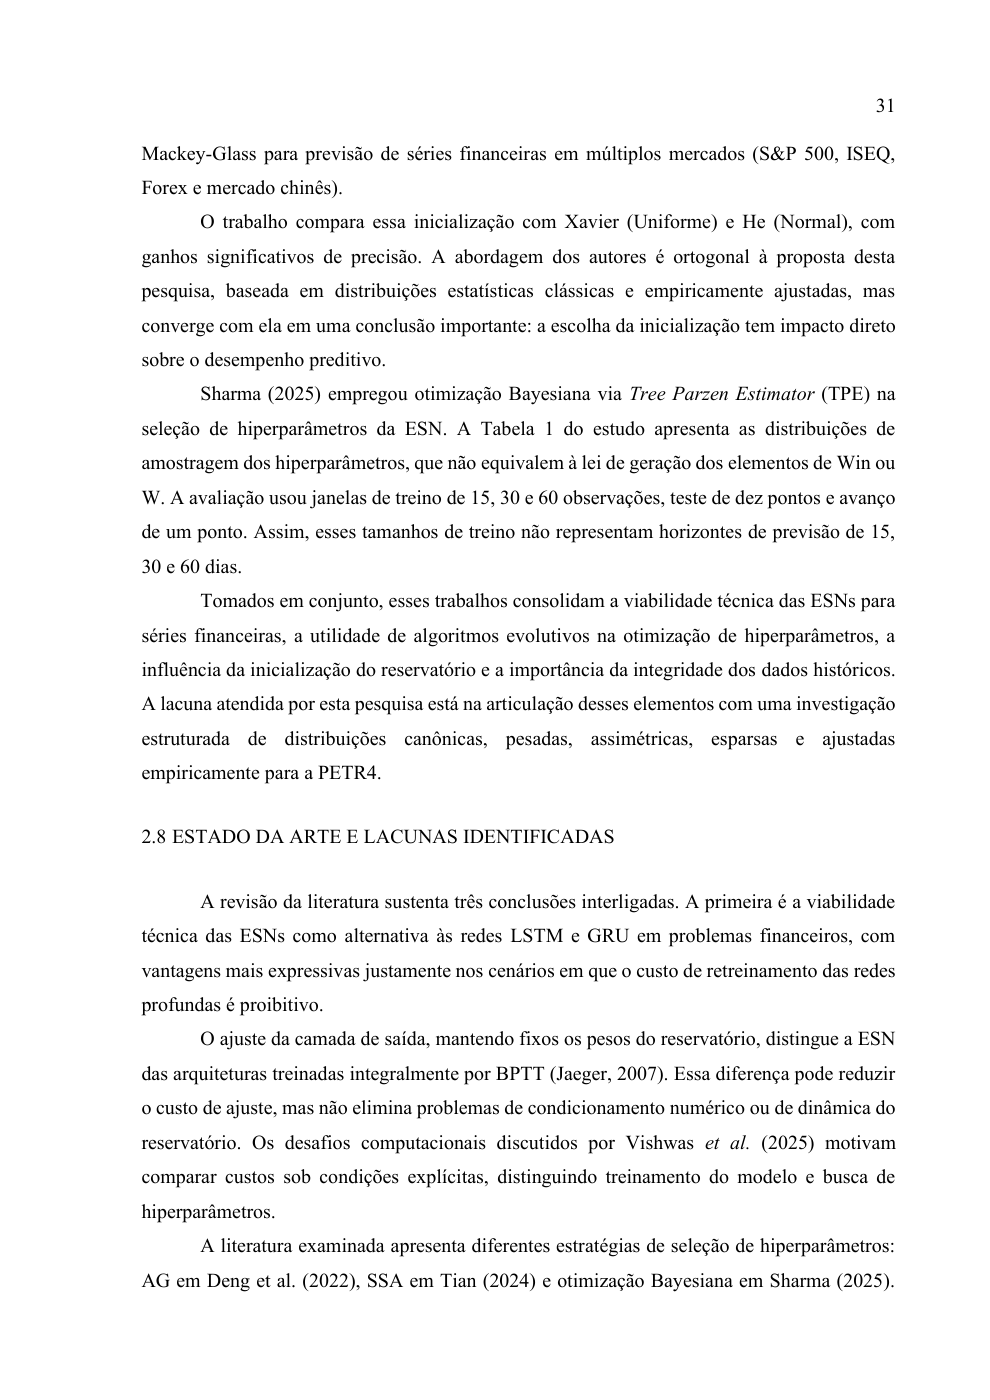 31
Mackey-Glass para previsão de séries financeiras em múltiplos mercados (S&P 500, ISEQ,
Forex e mercado chinês).
O trabalho compara essa inicialização com Xavier (Uniforme) e He (Normal), com
ganhos significativos de precisão. A abordagem dos autores é ortogonal à proposta desta
pesquisa, baseada em distribuições estatísticas clássicas e empiricamente ajustadas, mas
converge com ela em uma conclusão importante: a escolha da inicialização tem impacto direto
sobre o desempenho preditivo.
Sharma (2025) empregou otimização Bayesiana via Tree Parzen Estimator (TPE) na
seleção de hiperparâmetros da ESN. A Tabela 1 do estudo apresenta as distribuições de
amostragem dos hiperparâmetros, que não equivalem à lei de geração dos elementos de Win ou
W. A avaliação usou janelas de treino de 15, 30 e 60 observações, teste de dez pontos e avanço
de um ponto. Assim, esses tamanhos de treino não representam horizontes de previsão de 15,
30 e 60 dias.
Tomados em conjunto, esses trabalhos consolidam a viabilidade técnica das ESNs para
séries financeiras, a utilidade de algoritmos evolutivos na otimização de hiperparâmetros, a
influência da inicialização do reservatório e a importância da integridade dos dados históricos.
A lacuna atendida por esta pesquisa está na articulação desses elementos com uma investigação
estruturada de distribuições canônicas, pesadas, assimétricas, esparsas e ajustadas
empiricamente para a PETR4.
2.8 ESTADO DA ARTE E LACUNAS IDENTIFICADAS
A revisão da literatura sustenta três conclusões interligadas. A primeira é a viabilidade
técnica das ESNs como alternativa às redes LSTM e GRU em problemas financeiros, com
vantagens mais expressivas justamente nos cenários em que o custo de retreinamento das redes
profundas é proibitivo.
O ajuste da camada de saída, mantendo fixos os pesos do reservatório, distingue a ESN
das arquiteturas treinadas integralmente por BPTT (Jaeger, 2007). Essa diferença pode reduzir
o custo de ajuste, mas não elimina problemas de condicionamento numérico ou de dinâmica do
reservatório. Os desafios computacionais discutidos por Vishwas et al. (2025) motivam
comparar custos sob condições explícitas, distinguindo treinamento do modelo e busca de
hiperparâmetros.
A literatura examinada apresenta diferentes estratégias de seleção de hiperparâmetros:
AG em Deng et al. (2022), SSA em Tian (2024) e otimização Bayesiana em Sharma (2025).